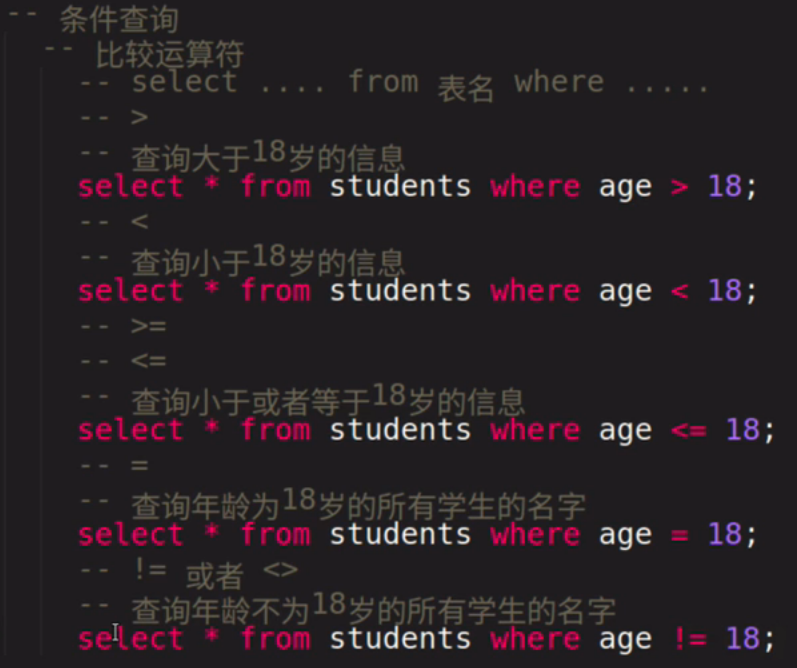 -- 条件查询
-- 比较运算符
-- select .... from 表名 where .....
-- >
-- 查询大于18岁的信息
select * from students where age > 18;
-- <
-- 查询小于18岁的信息
select * from students where age < 18;
-- >=
-- <=
-- 查询小于或者等于18岁的信息
select * from students where age <= 18;
-- =
-- 查询年龄为18岁的所有学生的名字
select * from students where age = 18;
-- != 或者 <>
-- 查询年龄不为18岁的所有学生的名字
select * from students where age != 18;